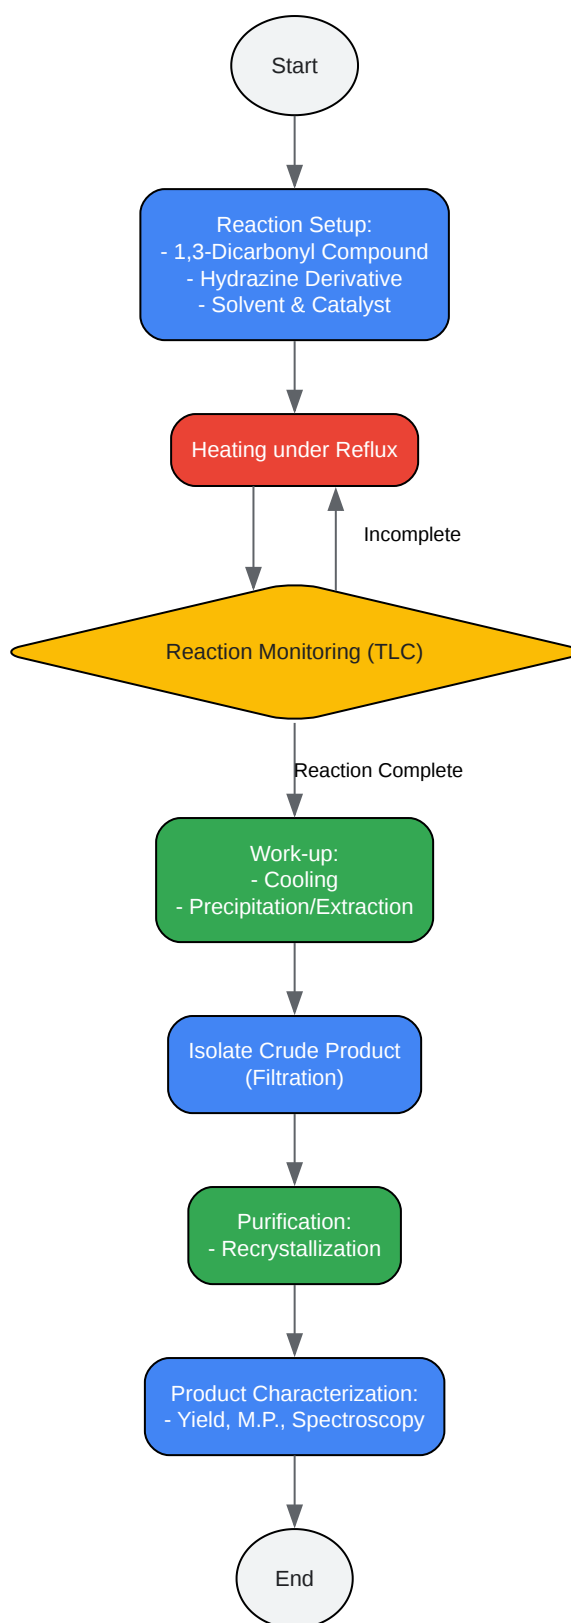 Start
Reaction Setup:
- 1,3-Dicarbonyl Compound
- Hydrazine Derivative
- Solvent & Catalyst
Heating under Reflux
Incomplete
Reaction Monitoring (TLC)
Reaction Complete
Work-up:
- Cooling
- Precipitation/Extraction
Isolate Crude Product
(Filtration)
Purification:
- Recrystallization
Product Characterization:
- Yield, M.P., Spectroscopy
End